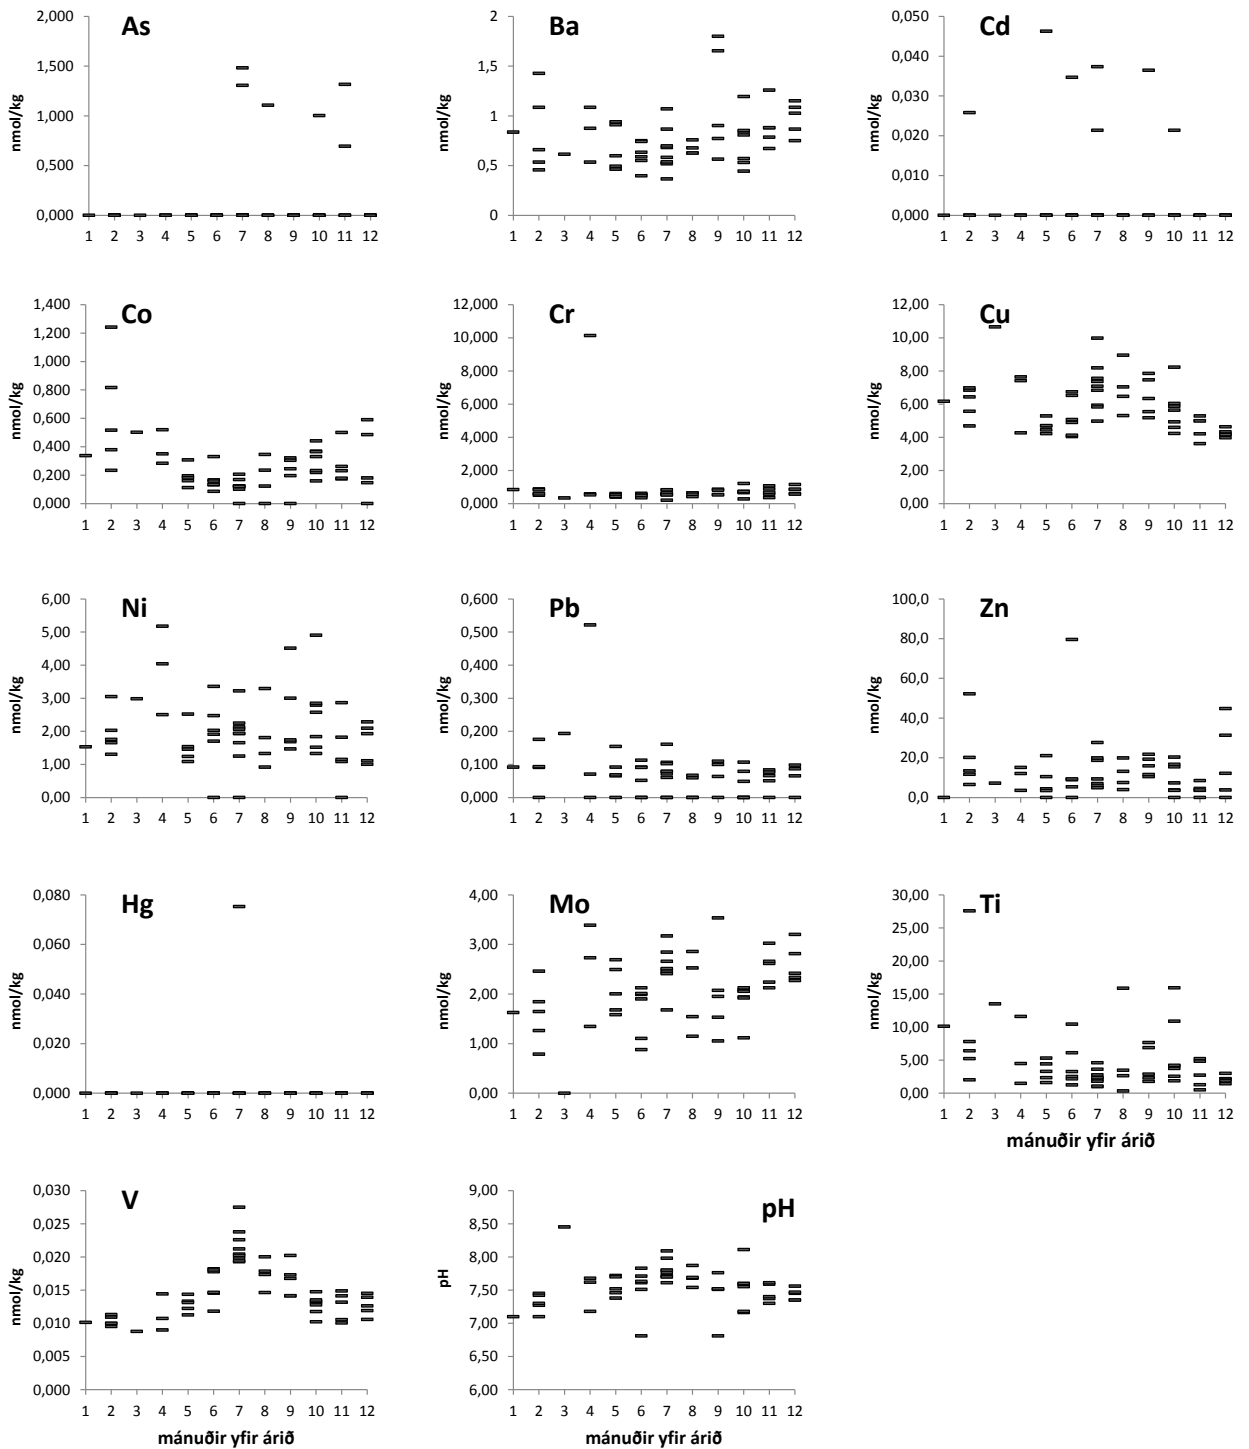 As
nmol/kg
2,000
1,500
1,000
0,500
0,000
1 2 3 4 5 6 7 8 9 10 11 12
Ba
nmol/kg
2
1,5
1
0,5
0
1 2 3 4 5 6 7 8 9 10 11 12
Cd
nmol/kg
0,050
0,040
0,030
0,020
0,010
0,000
1 2 3 4 5 6 7 8 9 10 11 12
Co
nmol/kg
1,400
1,200
1,000
0,800
0,600
0,400
0,200
0,000
1 2 3 4 5 6 7 8 9 10 11 12
Cr
nmol/kg
12,000
10,000
8,000
6,000
4,000
2,000
0,000
1 2 3 4 5 6 7 8 9 10 11 12
Cu
nmol/kg
12,00
10,00
8,00
6,00
4,00
2,00
0,00
1 2 3 4 5 6 7 8 9 10 11 12
Ni
nmol/kg
6,00
5,00
4,00
3,00
2,00
1,00
0,00
1 2 3 4 5 6 7 8 9 10 11 12
Pb
nmol/kg
0,600
0,500
0,400
0,300
0,200
0,100
0,000
1 2 3 4 5 6 7 8 9 10 11 12
Zn
nmol/kg
100,0
80,0
60,0
40,0
20,0
0,0
1 2 3 4 5 6 7 8 9 10 11 12
Hg
nmol/kg
0,080
0,060
0,040
0,020
0,000
1 2 3 4 5 6 7 8 9 10 11 12
Mo
nmol/kg
4,00
3,00
2,00
1,00
0,00
1 2 3 4 5 6 7 8 9 10 11 12
Ti
nmol/kg
30,00
25,00
20,00
15,00
10,00
5,00
0,00
1 2 3 4 5 6 7 8 9 10 11 12
mánuðir yfir árið
V
nmol/kg
0,030
0,025
0,020
0,015
0,010
0,005
0,000
1 2 3 4 5 6 7 8 9 10 11 12
mánuðir yfir árið
pH
pH
9,00
8,50
8,00
7,50
7,00
6,50
6,00
1 2 3 4 5 6 7 8 9 10 11 12
mánuðir yfir árið